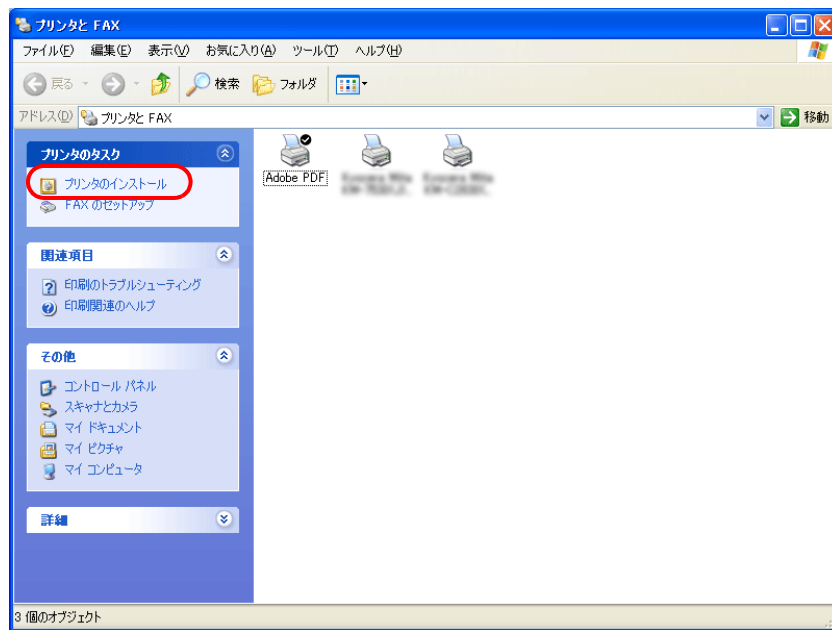 プリンタと FAX
ファイル(F) 編集(E) 表示(V) お気に入り(A) ツール(T) ヘルプ(H)
戻る 検索 フォルダ
アドレス(D) プリンタと FAX 移動
プリンタのタスク
プリンタのインストール
FAX のセットアップ
関連項目
印刷のトラブルシューティング
印刷関連のヘルプ
その他
コントロール パネル
スキャナとカメラ
マイ ドキュメント
マイ ピクチャ
マイ コンピュータ
詳細
Adobe PDF
3 個のオブジェクト